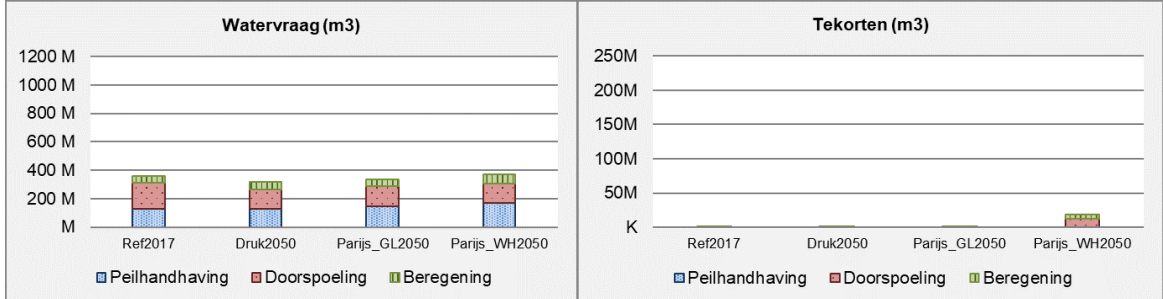 Watervraag (m3)
1200 M
1000 M
800 M
600 M
400 M
200 M
M
Ref2017 Druk2050 Parijs_GL2050 Parijs_WH2050
Peilhandhaving Doorspoeling Beregening
Tekorten (m3)
250M
200M
150M
100M
50M
K
Ref2017 Druk2050 Parijs_GL2050 Parijs_WH2050
Peilhandhaving Doorspoeling Beregening